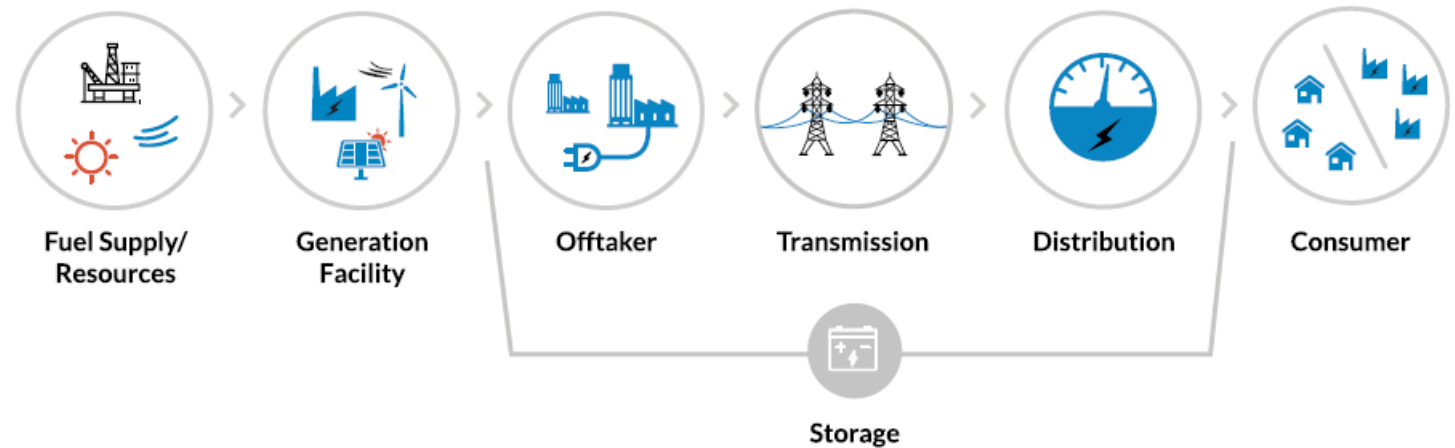 Fuel Supply/
Resources
Generation
Facility
Offtaker
Transmission
Distribution
Consumer
Storage